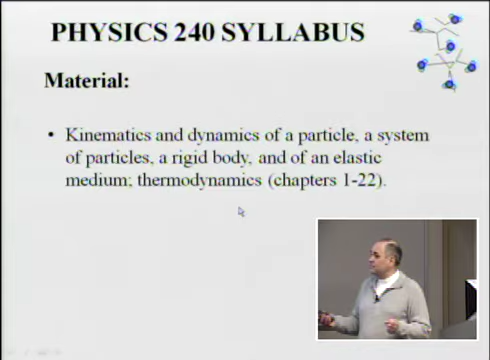 PHYSICS 240 SYLLABUS
Material:
• Kinematics and dynamics of a particle, a system
of particles, a rigid body, and of an elastic
medium; thermodynamics (chapters 1-22).